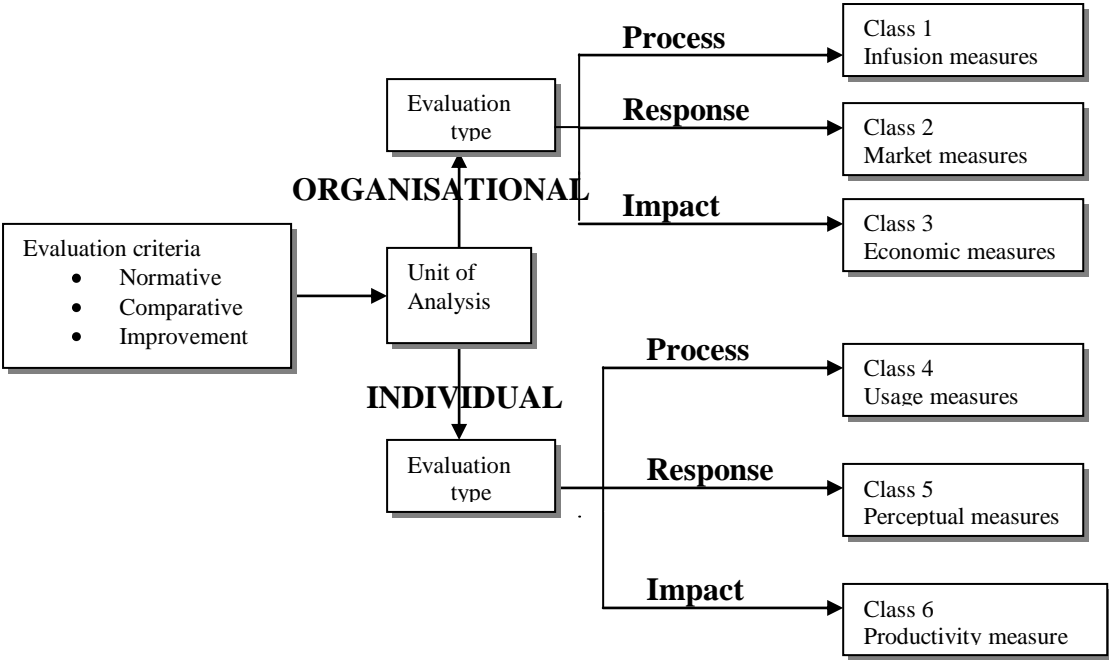 Process
Class 1
Infusion measures
Evaluation
type
Response
Class 2
Market measures
ORGANISATIONAL
Impact
Class 3
Economic measures
Evaluation criteria
• Normative
• Comparative
• Improvement
Unit of
Analysis
Process
Class 4
Usage measures
INDIVIDUAL
Evaluation
type
Response
Class 5
Perceptual measures
.
Impact
Class 6
Productivity measure